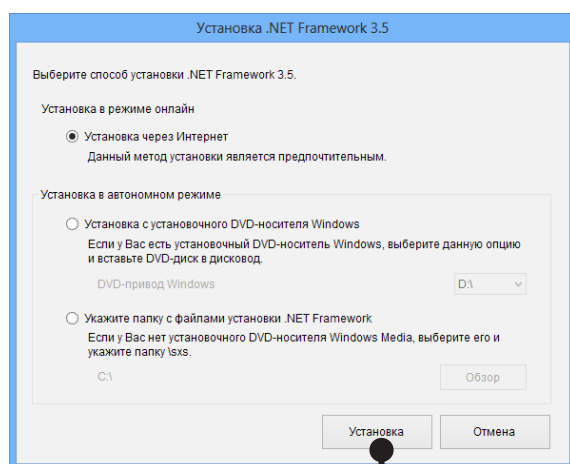 Установка .NET Framework 3.5
Выберите способ установки .NET Framework 3.5.
Установка в режиме онлайн
Установка через Интернет
Данный метод установки является предпочтительным.
Установка в автономном режиме
Установка с установочного DVD-носителя Windows
Если у Вас есть установочный DVD-носитель Windows, выберите данную опцию
и вставьте DVD-диск в дисковод.
DVD-привод Windows D:\
Укажите папку с файлами установки .NET Framework
Если у Вас нет установочного DVD-носителя Windows Media, выберите его и
укажите папку \sxs.
C:\ Обзор
Установка Отмена